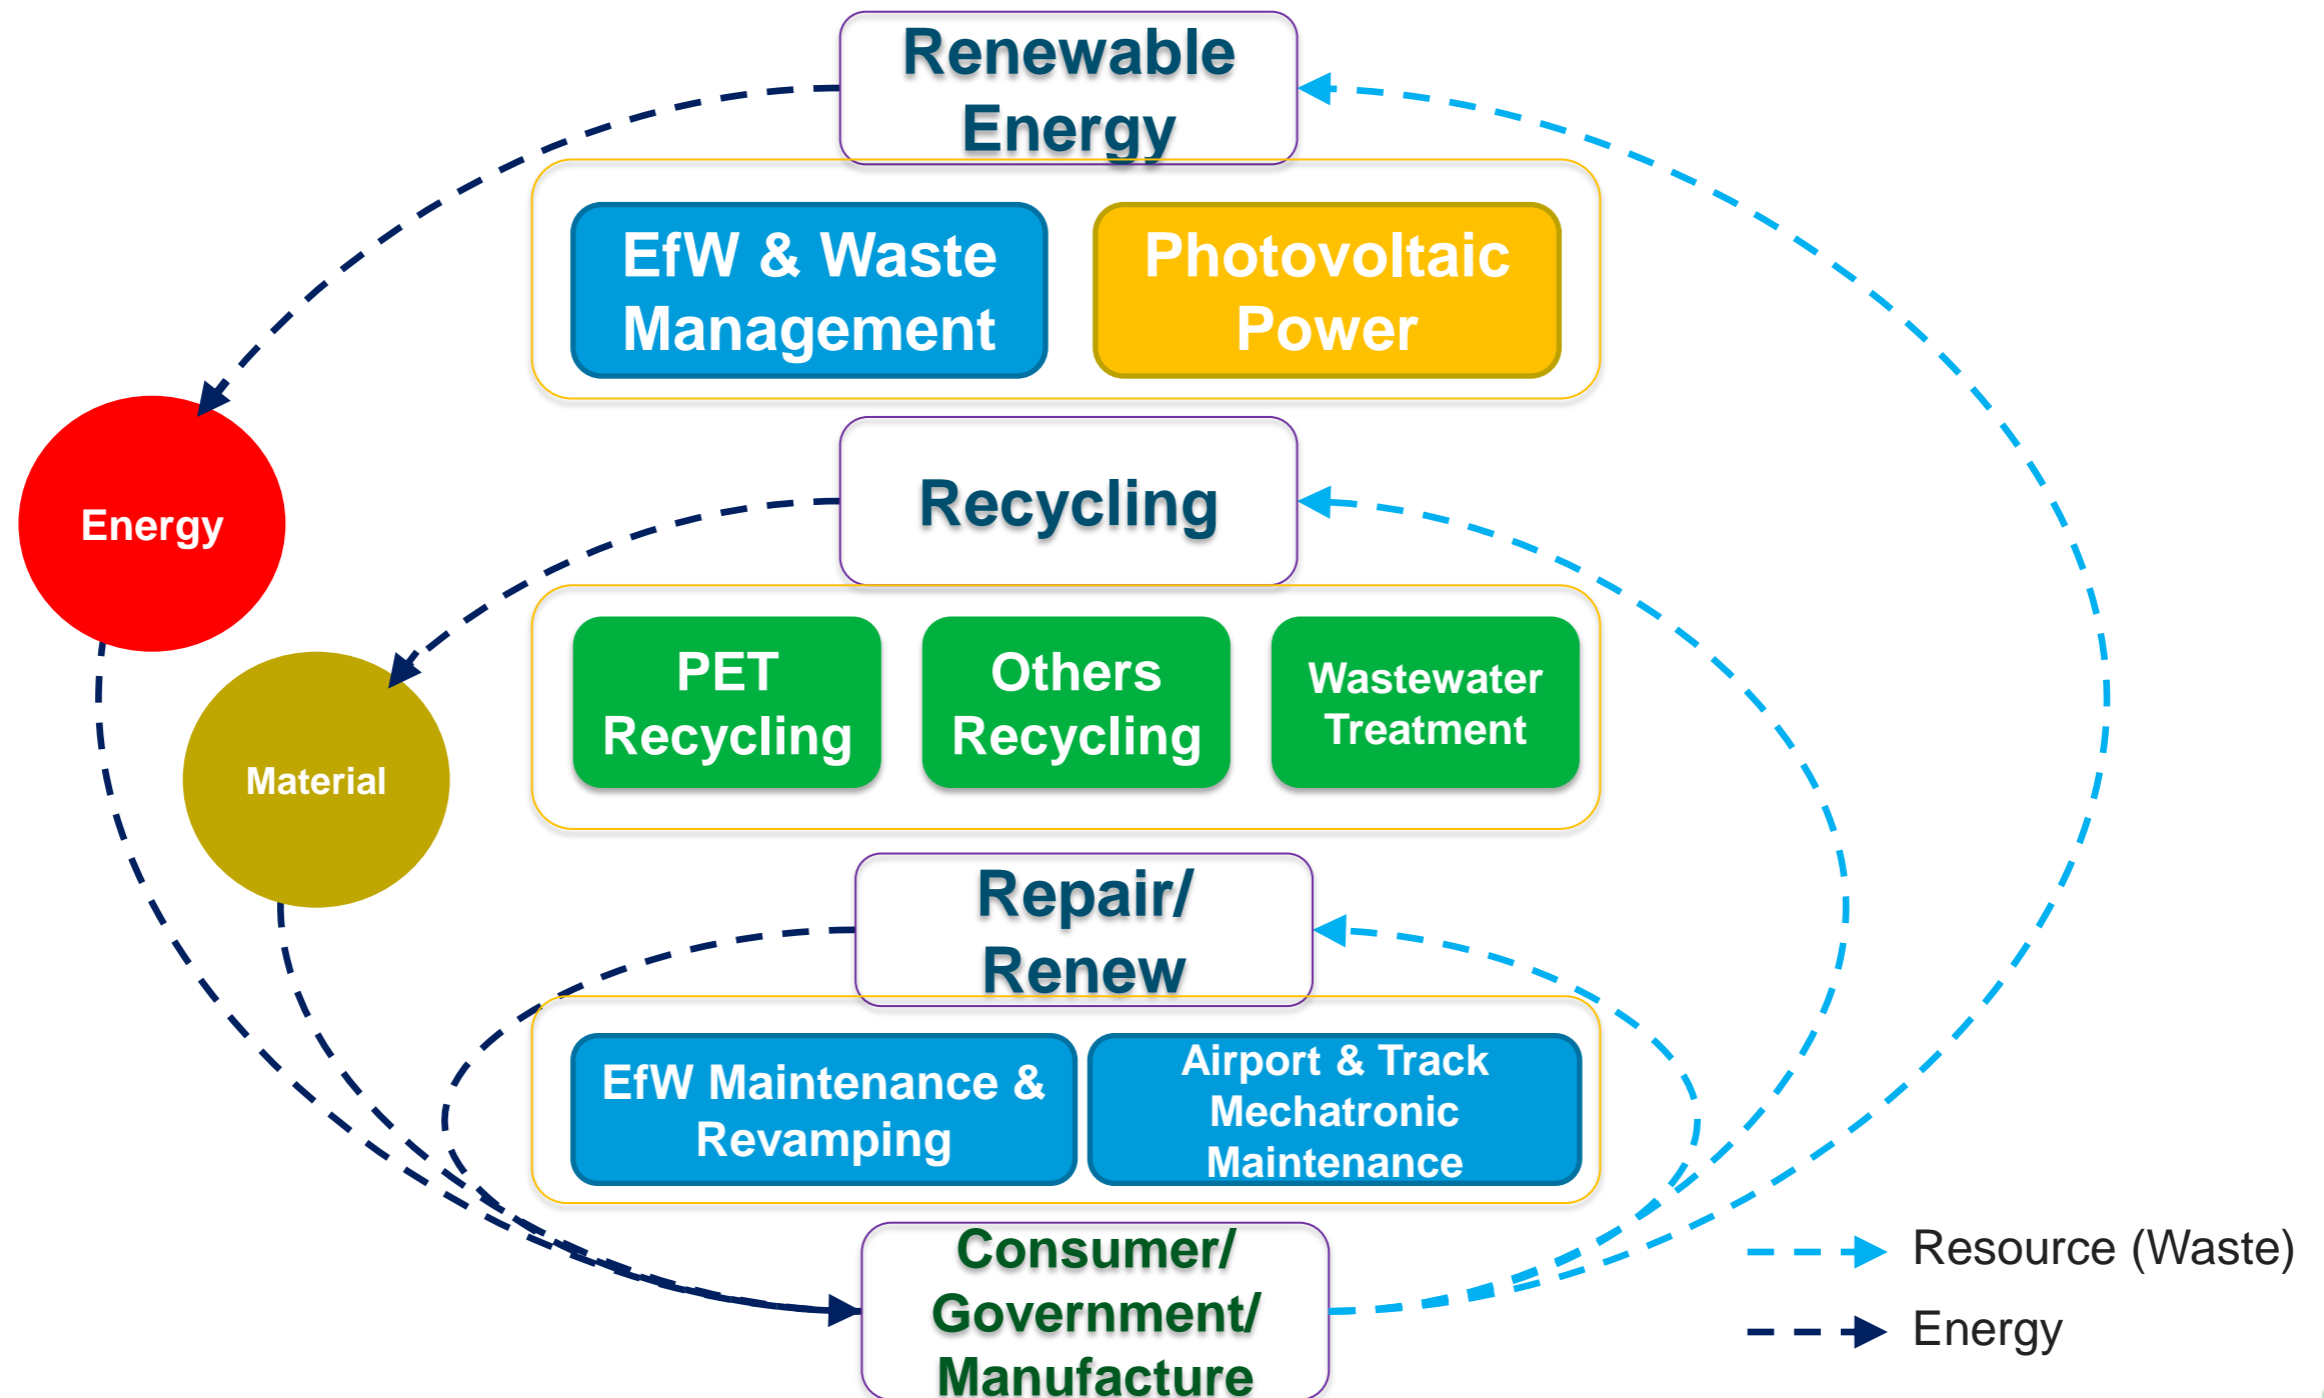 Renewable
Energy
EfW & Waste
Management
Photovoltaic
Power
Energy
Recycling
PET
Recycling
Others
Recycling
Wastewater
Treatment
Material
Repair/
Renew
EfW Maintenance &
Revamping
Airport & Track
Mechatronic
Maintenance
Consumer/
Government/
Manufacture
Resource (Waste)
Energy